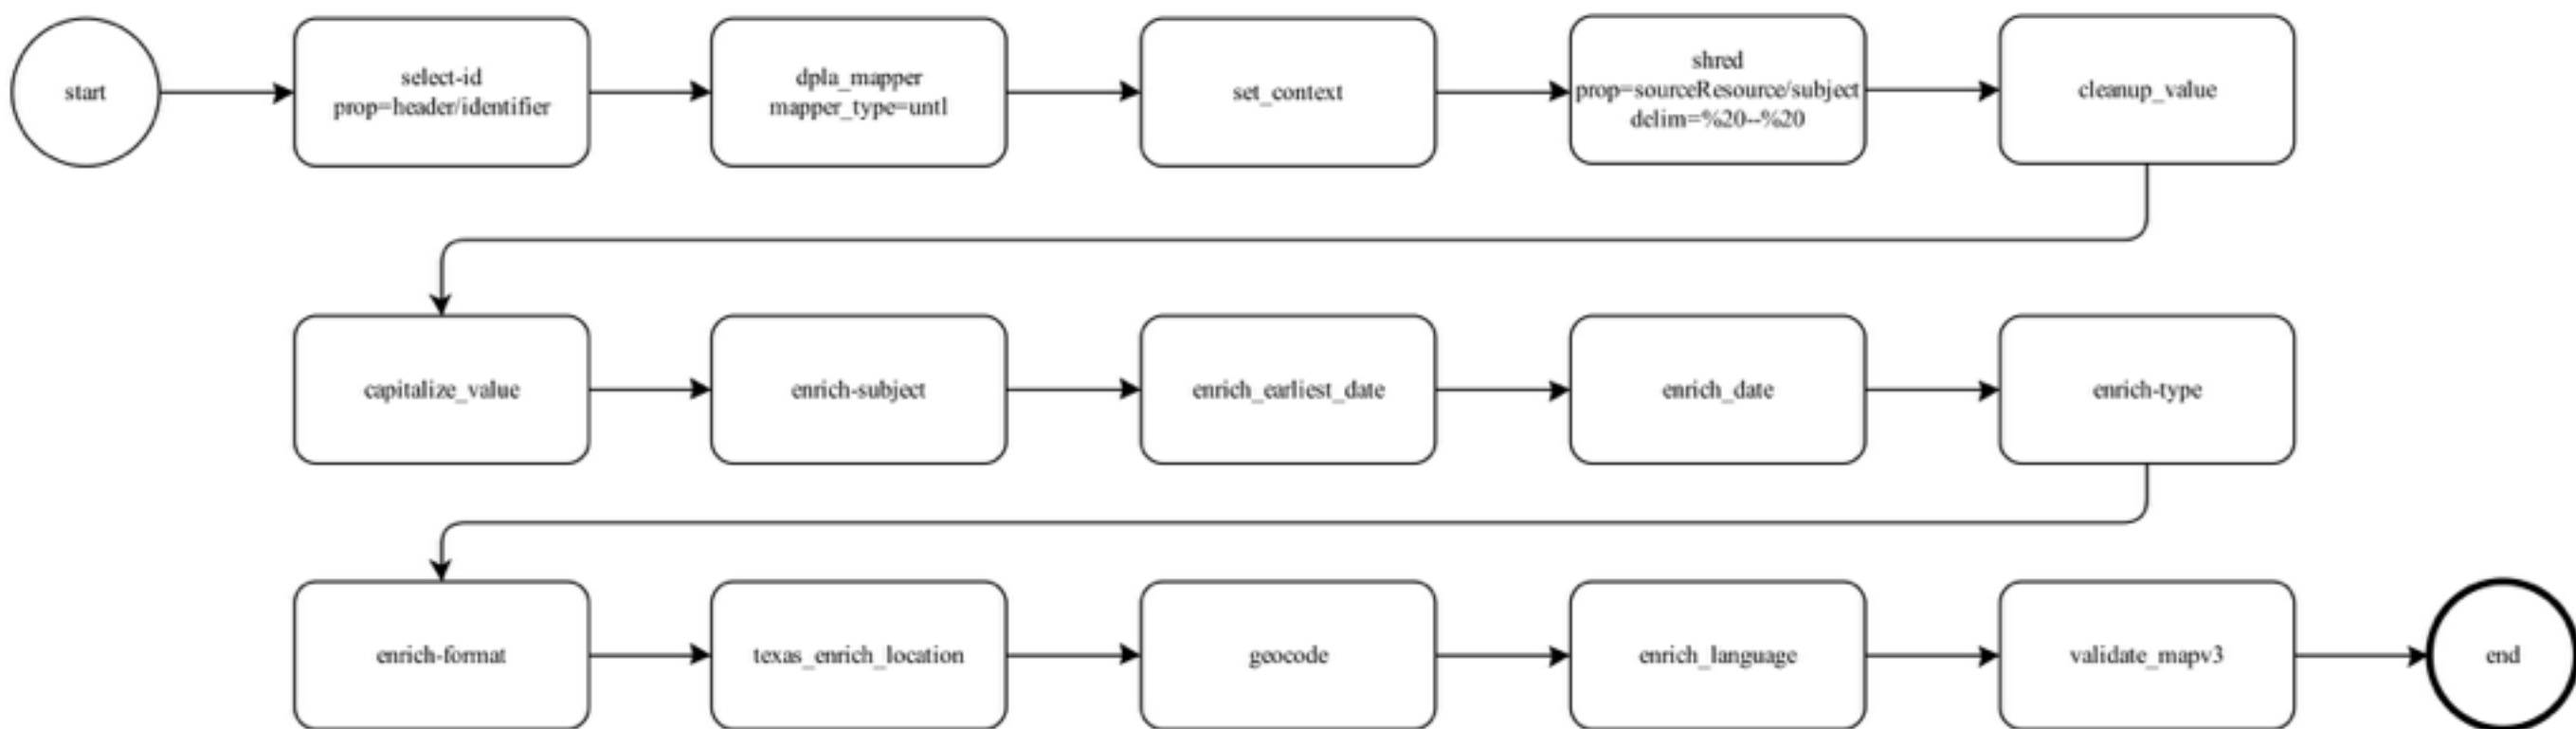 start
select-id
prop=header/identifier
dpla_mapper
mapper_type=untl
set_context
shred
prop=sourceResource/subject
delim=%20--%20
cleanup_value
capitalize_value
enrich-subject
enrich_earliest_date
enrich_date
enrich-type
enrich-format
texas_enrich_location
geocode
enrich_language
validate_mapv3
end